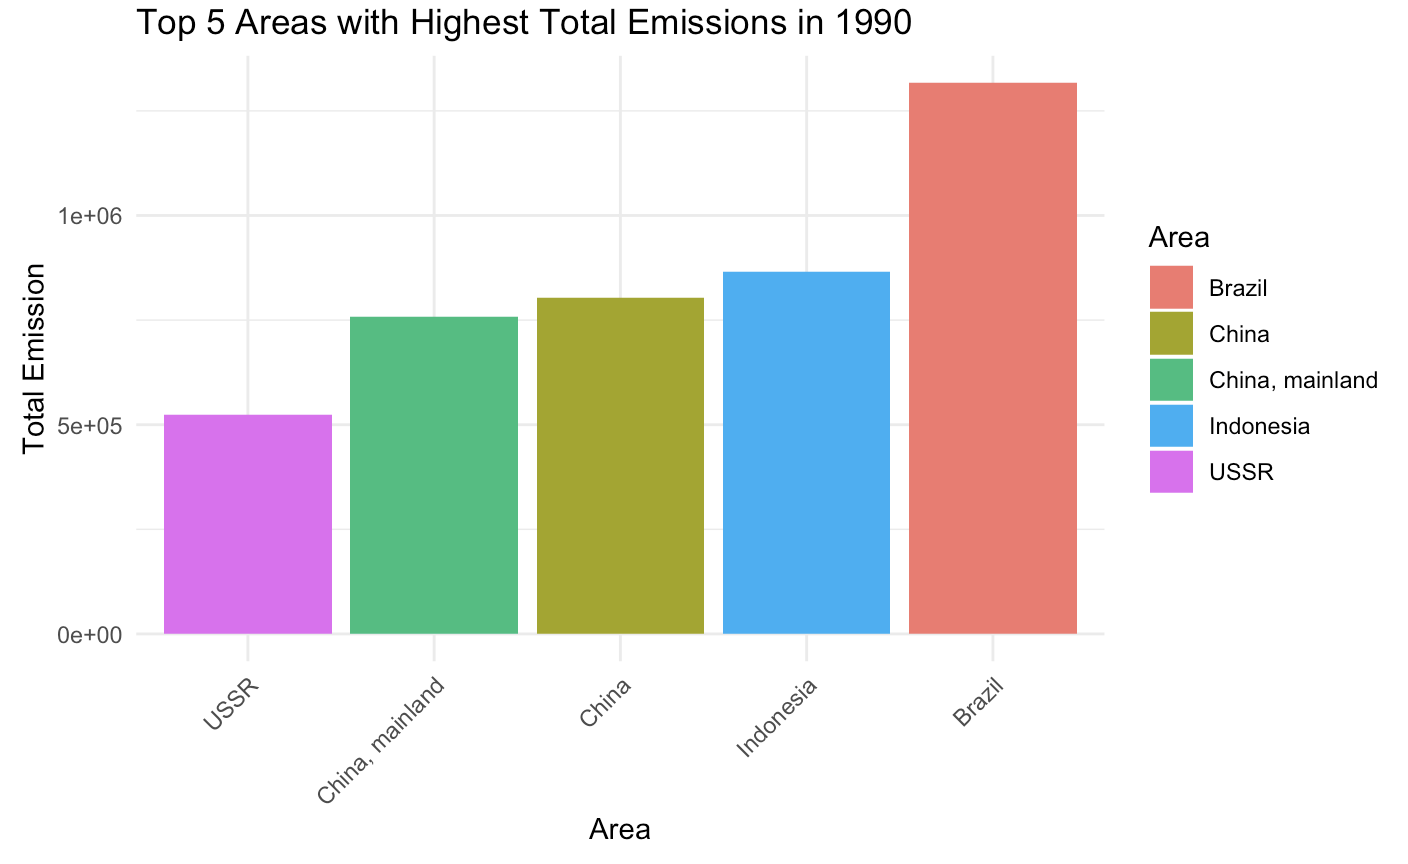 Top 5 Areas with Highest Total Emissions in 1990
Total Emission
1e+06
5e+05
0e+00
USSR
China, mainland
China
Indonesia
Brazil
Area
Area
Brazil
China
China, mainland
Indonesia
USSR